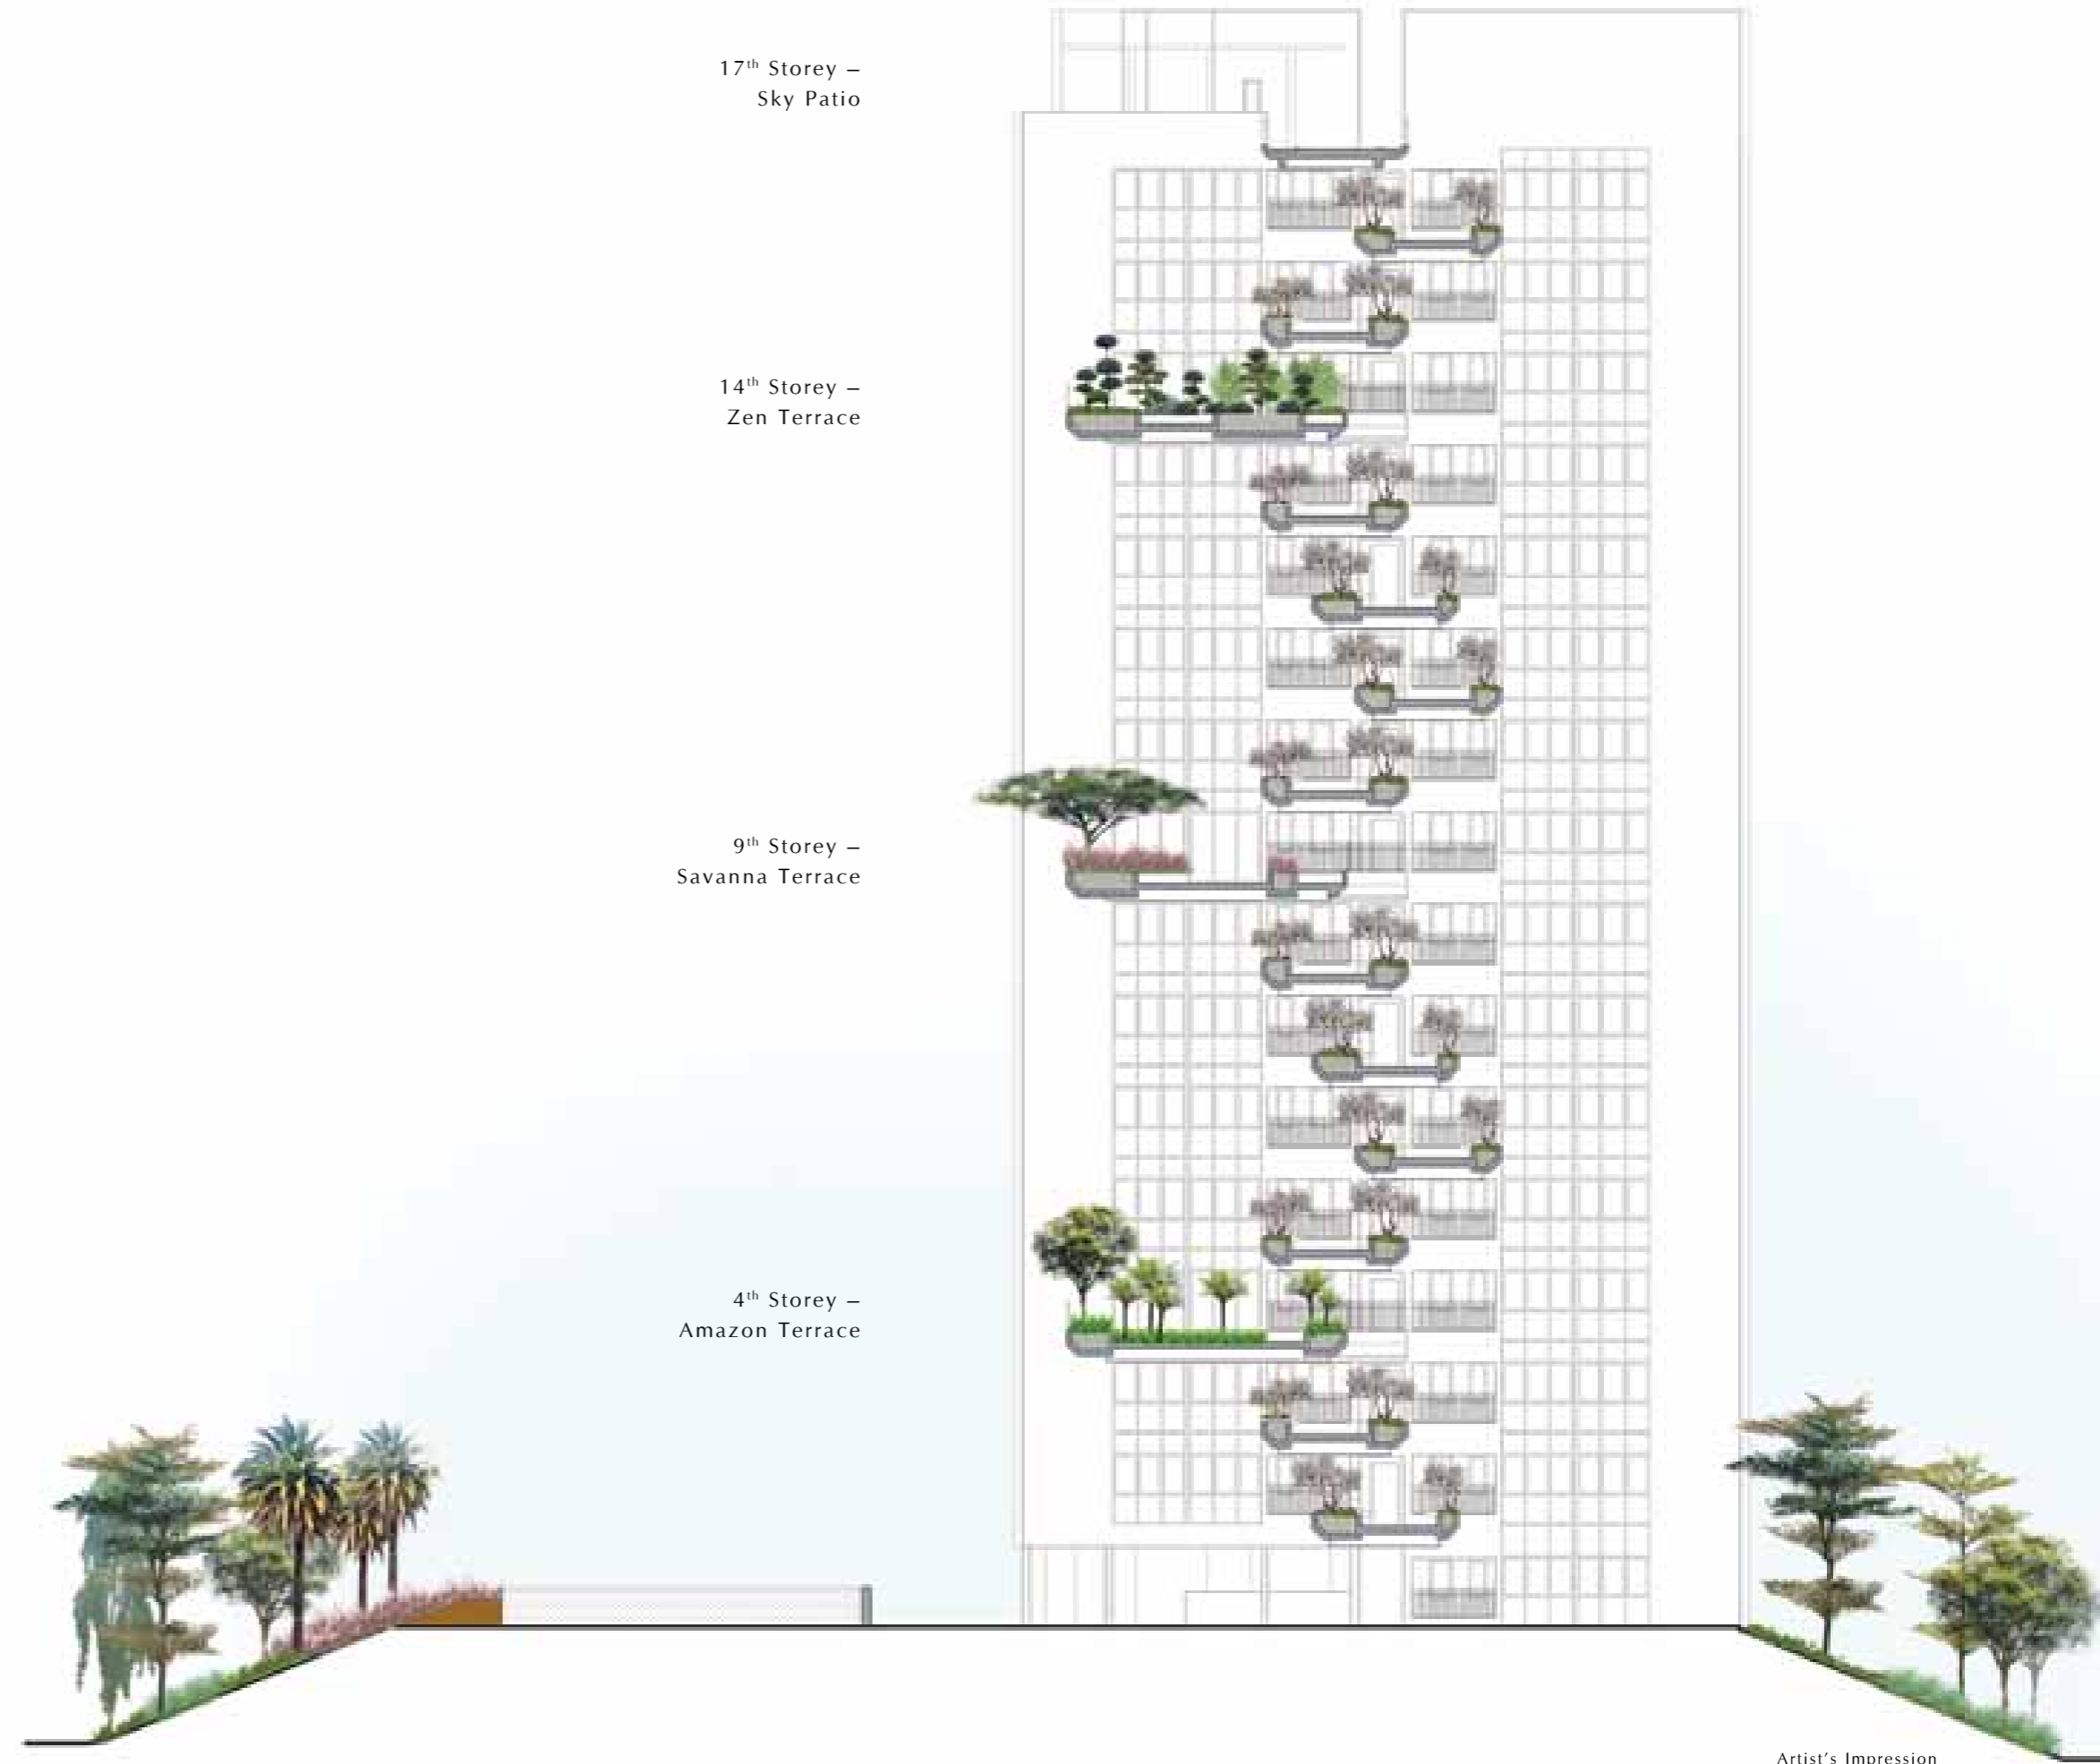 17th Storey –
Sky Patio
14th Storey –
Zen Terrace
9th Storey –
Savanna Terrace
4th Storey –
Amazon Terrace
Artist's Impression